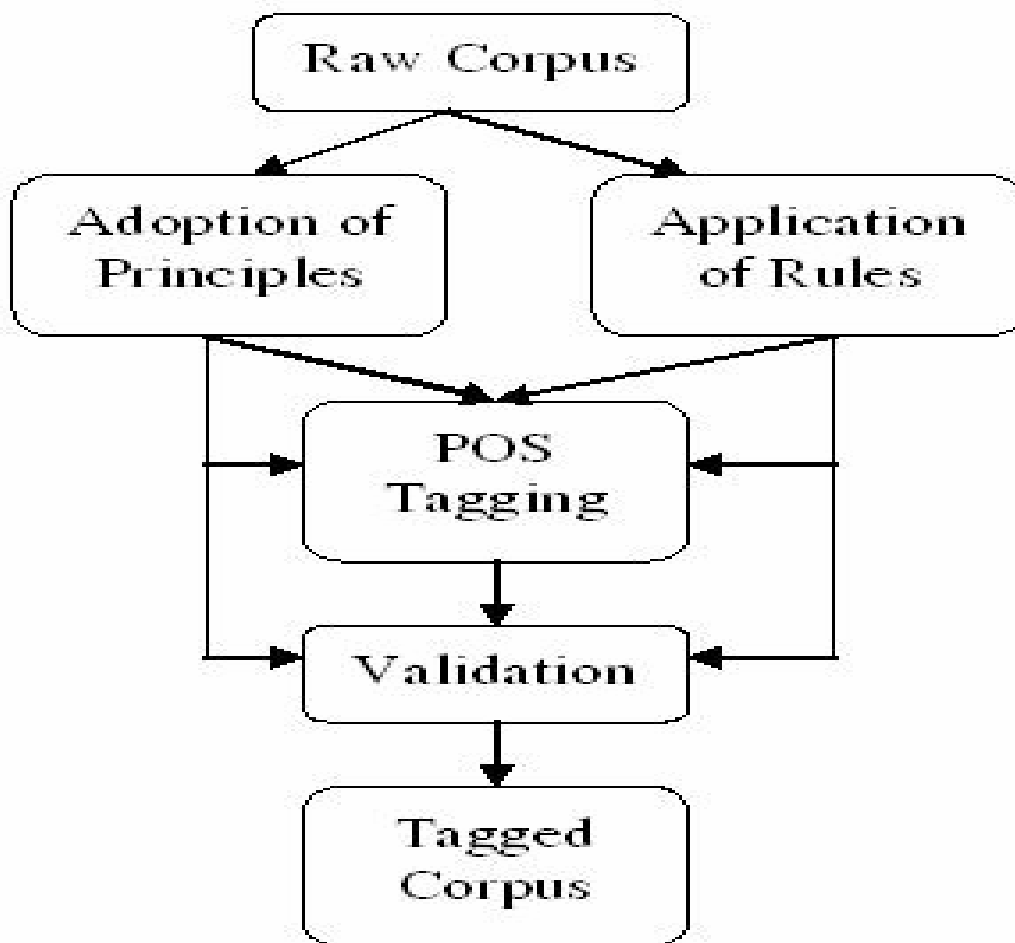 Raw Corpus
Adoption of
Principles
Application
of Rules
POS
Tagging
Validation
Tagged
Corpus